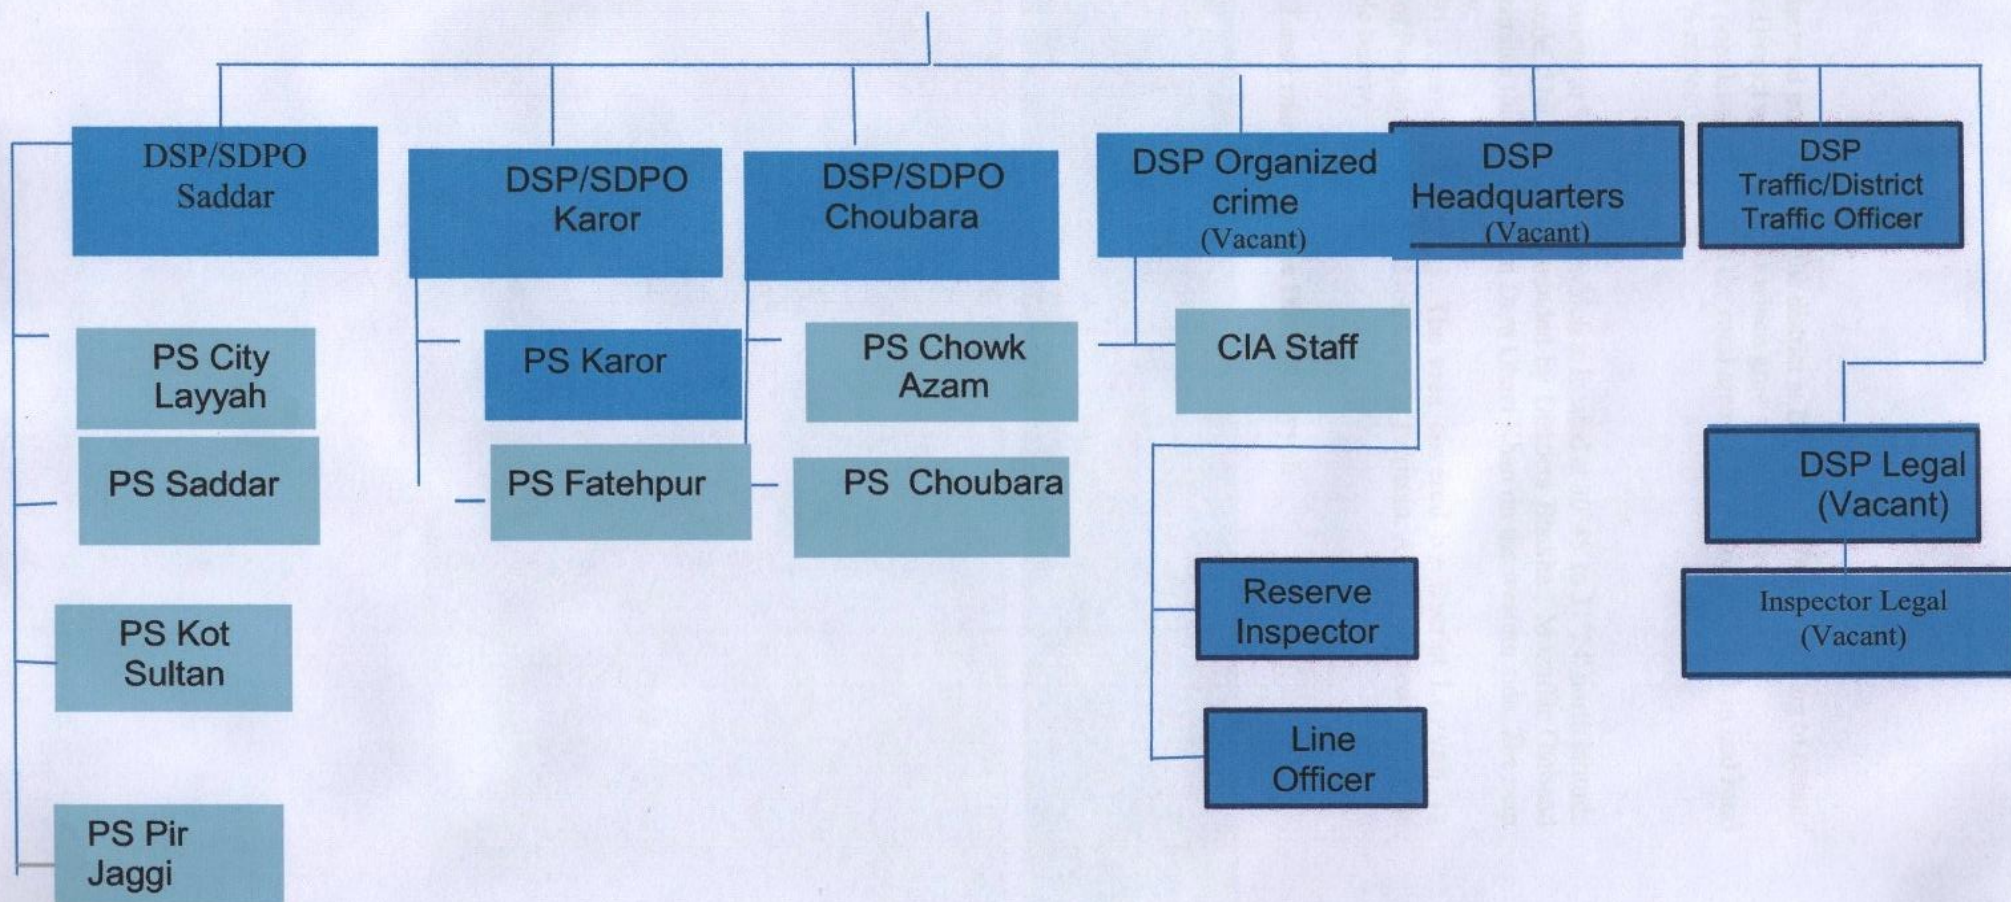 DSP/SDPO
Saddar
DSP/SDPO
Karor
DSP/SDPO
Choubara
DSP Organized
crime
(Vacant)
DSP
Headquarters
(Vacant)
DSP
Traffic/District
Traffic Officer
PS City
Layyah
PS Saddar
PS Kot
Sultan
PS Pir
Jaggi
PS Karor
PS Fatehpur
PS Chowk
Azam
PS Choubara
CIA Staff
Reserve
Inspector
Line
Officer
DSP Legal
(Vacant)
Inspector Legal
(Vacant)